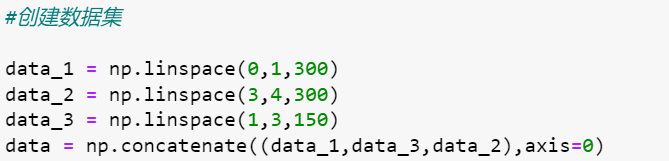 #创建数据集
data_1 = np.linspace(0,1,300)
data_2 = np.linspace(3,4,300)
data_3 = np.linspace(1,3,150)
data = np.concatenate((data_1,data_3,data_2),axis=0)